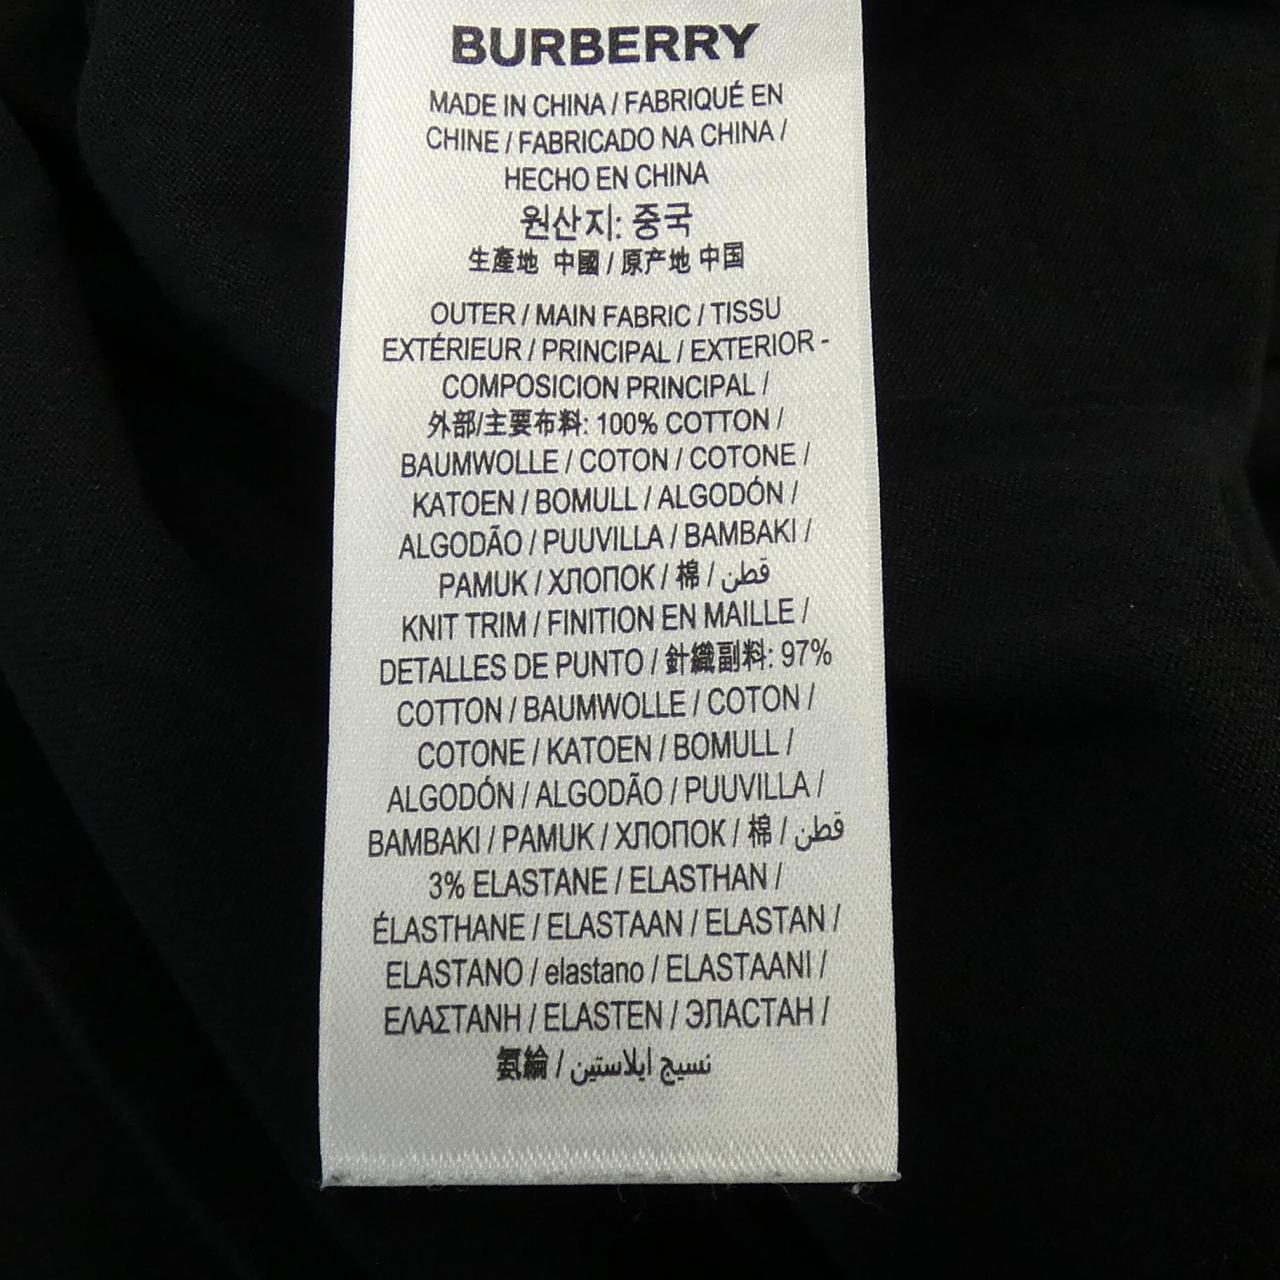 BURBERRY
MADE IN CHINA / FABRIQUÉ EN
CHINE / FABRICADO NA CHINA /
HECHO EN CHINA
원산지: 중국
生產地 中國 / 原产地 中国
OUTER / MAIN FABRIC / TISSU
EXTÉRIEUR / PRINCIPAL / EXTERIOR -
COMPOSICION PRINCIPAL /
外部/主要布料: 100% COTTON /
BAUMWOLLE / COTON / COTONE /
KATOEN / BOMULL / ALGODÓN /
ALGODÃO / PUUVILLA / BAMBAKI /
PAMUK / ХЛОПОК / 棉 / قطن
KNIT TRIM / FINITION EN MAILLE /
DETALLES DE PUNTO / 針織副料: 97%
COTTON / BAUMWOLLE / COTON /
COTONE / KATOEN / BOMULL /
ALGODÓN / ALGODÃO / PUUVILLA /
BAMBAKI / PAMUK / ХЛОПОК / 棉 / قطن
3% ELASTANE / ELASTHAN /
ÉLASTHANE / ELASTAAN / ELASTAN /
ELASTANO / elastano / ELASTAANI /
ΕΛΑΣΤΑΝΗ / ELASTEN / ЭЛАСТАН /
氨綸 / نسيج ايلاستين